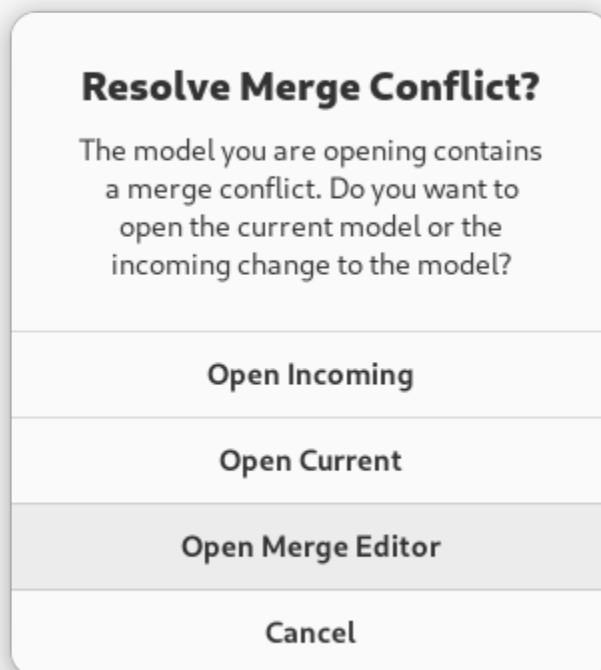 Resolve Merge Conflict?
The model you are opening contains
a merge conflict. Do you want to
open the current model or the
incoming change to the model?
Open Incoming
Open Current
Open Merge Editor
Cancel